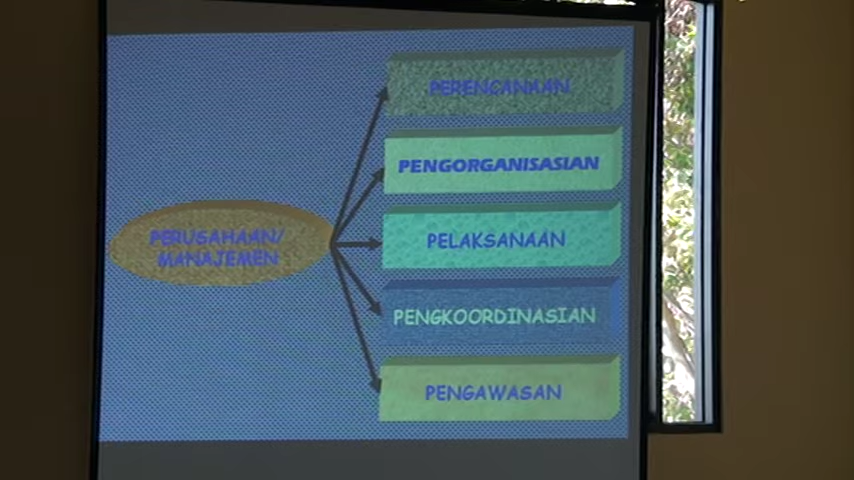 PERENCANAAN
PENGORGANISASIAN
PERUSAHAAN/
MANAJEMEN
PELAKSANAAN
PENGKOORDINASIAN
PENGAWASAN